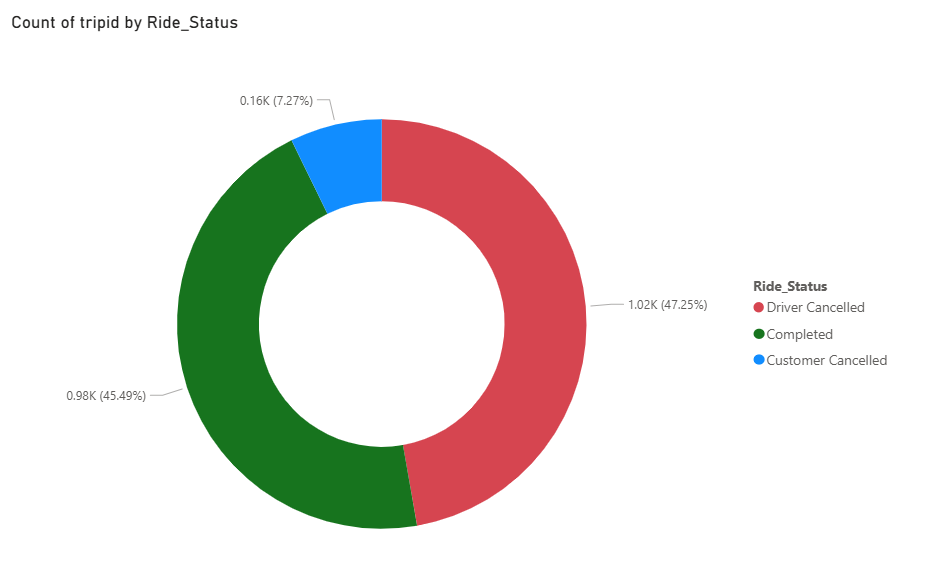 Count of tripid by Ride_Status
0.16K (7.27%)
1.02K (47.25%)
0.98K (45.49%)
Ride_Status
Driver Cancelled
Completed
Customer Cancelled